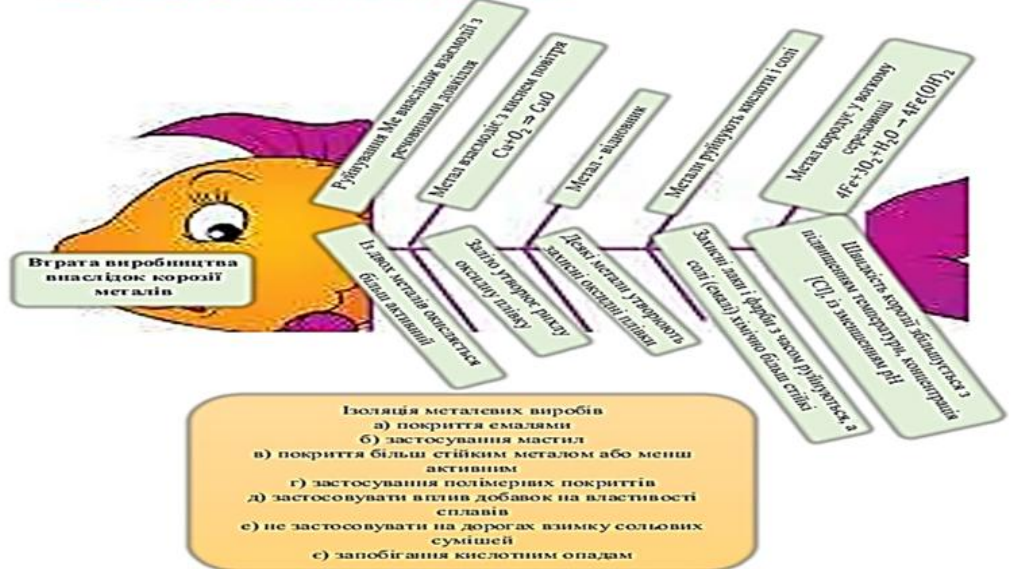 Руйнування Ме внаслідок взаємодії з
речовинами довкілля
Метал взаємодіє з киснем повітря
Cu+O₂ ⇒ CuO
Метал - відновник
Метали руйнують кислоти і солі
Метал кородує у вогкому
середовищі
4Fe+3O₂+H₂O → 4Fe(OH)₂
Втрата виробництва
внаслідок корозії
металів
Із двох металів окисляється
більш активний
Залізо утворює рихлу
оксидну плівку
Деякі метали утворюють
захисні оксидні плівки
Захисні лаки і фарби з часом руйнуються, а
солі (емалі) хімічно більш стійкі
Швидкість корозії збільшується з
підвищенням температури, концентрація
[Cl], із зменшенням pH
Ізоляція металевих виробів
а) покриття емалями
б) застосування мастил
в) покриття більш стійким металом або менш
активним
г) застосування полімерних покриттів
д) застосовувати вплив добавок на властивості
сплавів
е) не застосовувати на дорогах взимку сольових
сумішей
є) запобігання кислотним опадам